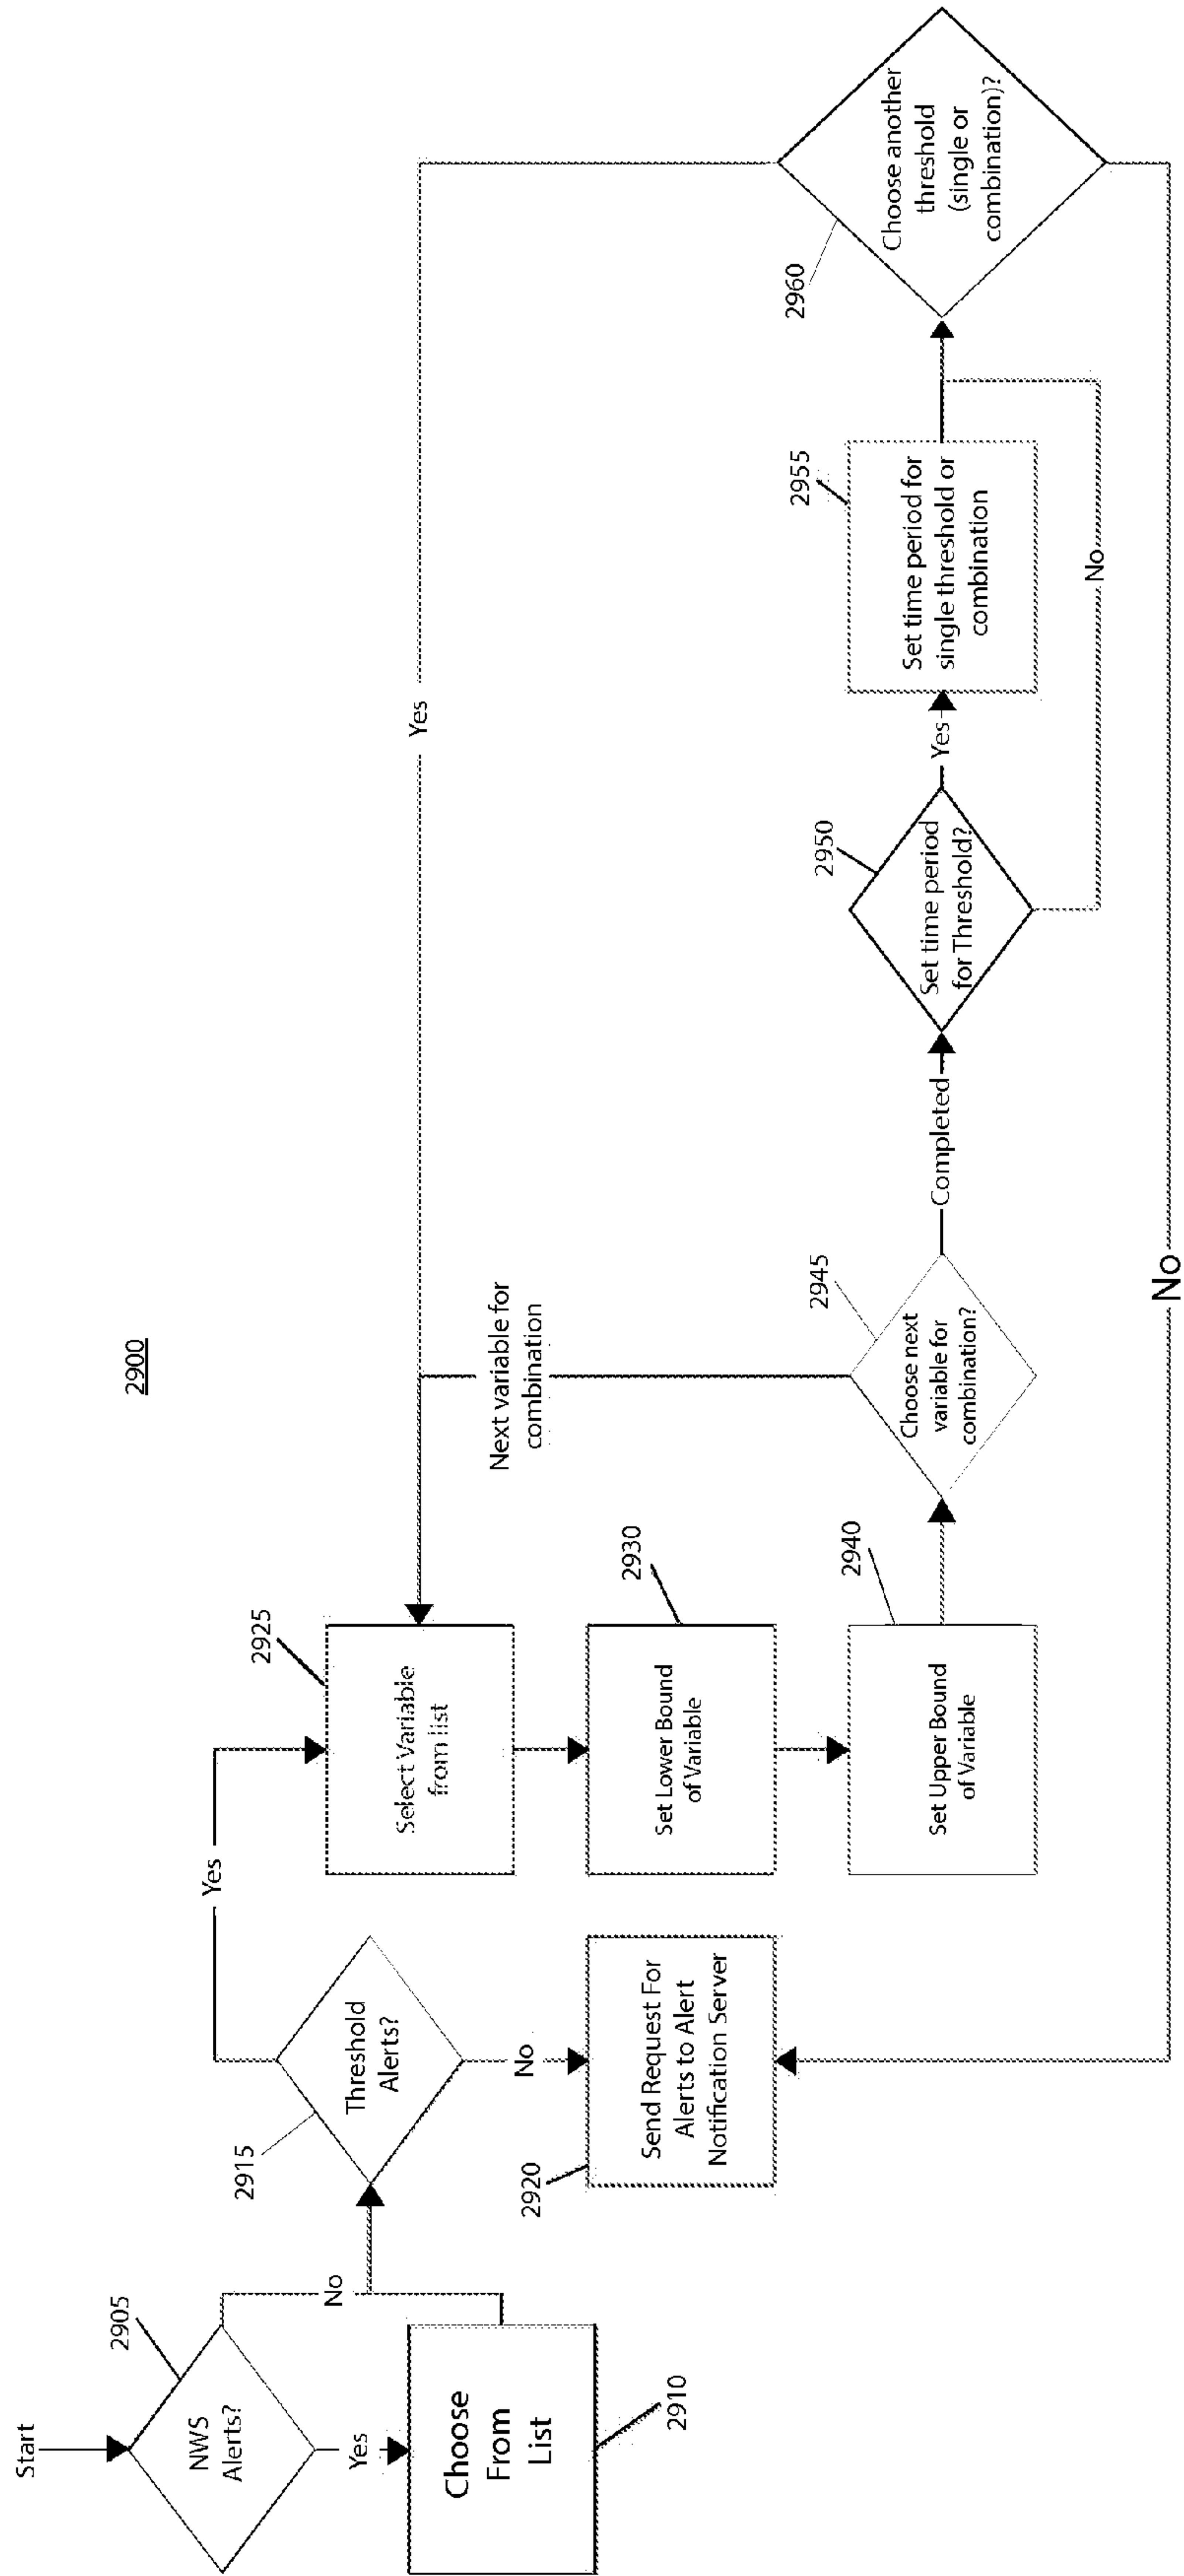 2900
Start
NWS
Alerts?
2905
Yes
No
Choose
From
List
2910
Threshold
Alerts?
2915
Yes
No
Send Request For
Alerts to Alert
Notification Server
2920
Select Variable
from list
2925
Set Lower Bound
of Variable
2930
Set Upper Bound
of Variable
2940
Choose next
variable for
combination?
2945
Next variable for
combination
Completed
Set time period
for Threshold?
2950
Yes
No
Set time period for
single threshold or
combination
2955
Choose another
threshold
(single or
combination)?
2960
Yes
No